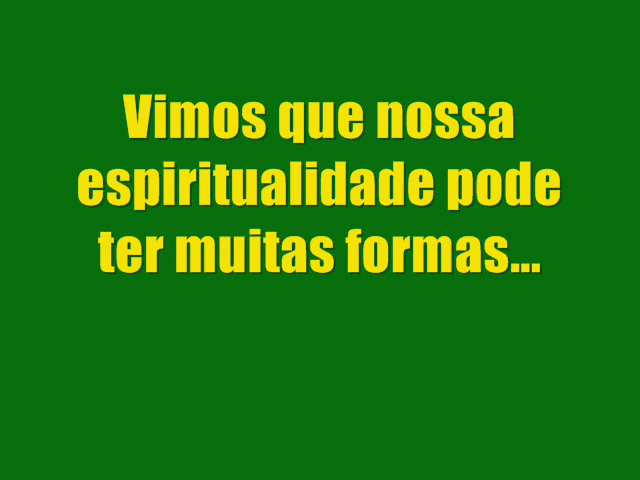 Vimos que nossa
espiritualidade pode
ter muitas formas...